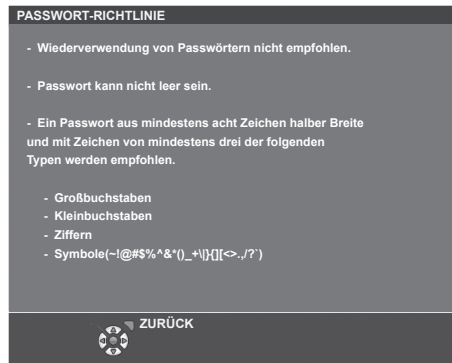 PASSWORT-RICHTLINIE
- Wiederverwendung von Passwörtern nicht empfohlen.
- Passwort kann nicht leer sein.
- Ein Passwort aus mindestens acht Zeichen halber Breite
und mit Zeichen von mindestens drei der folgenden
Typen werden empfohlen.
- Großbuchstaben
- Kleinbuchstaben
- Ziffern
- Symbole(~!@#$%^&*()_+\|}{][<>.,/?`)
ZURÜCK